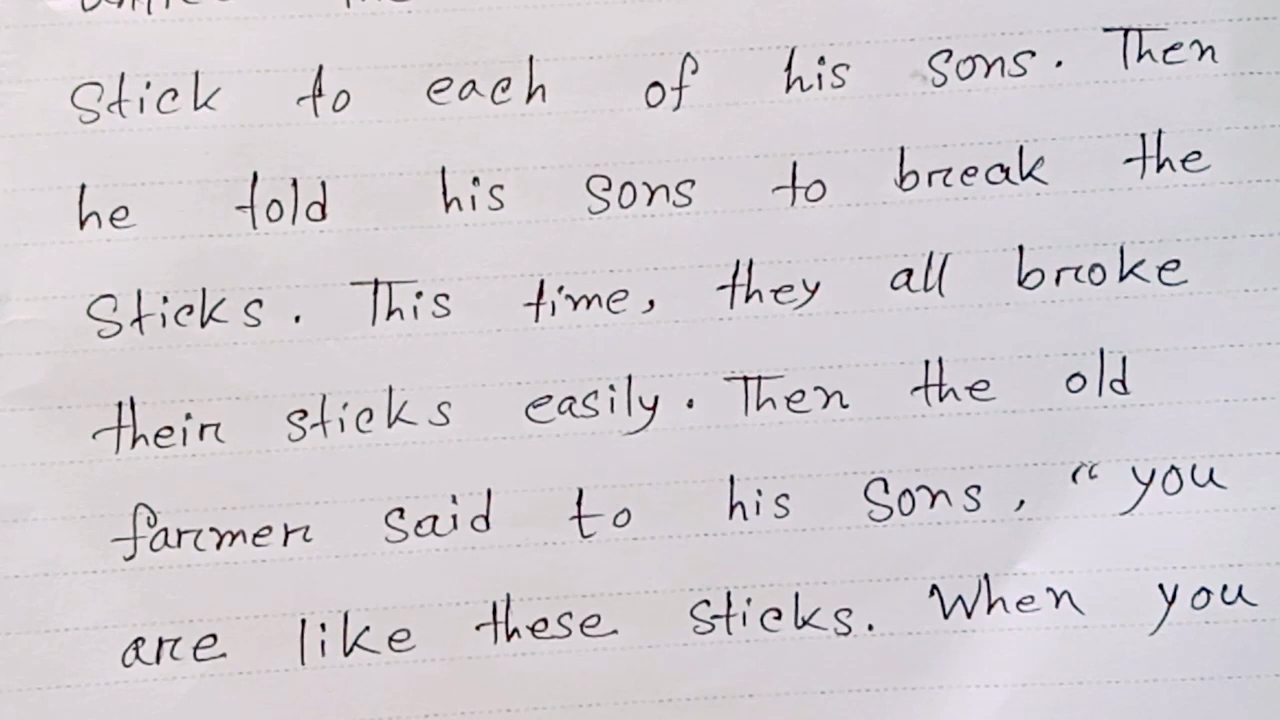 stick to each of his sons. Then
he told his sons to break the
sticks. This time, they all broke
their sticks easily. Then the old
farmer said to his sons, "you
are like these sticks. When you